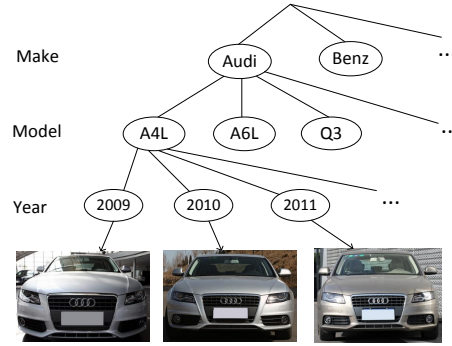 Make
Audi
Benz
..
Model
A4L
A6L
Q3
..
Year
2009
2010
2011
...